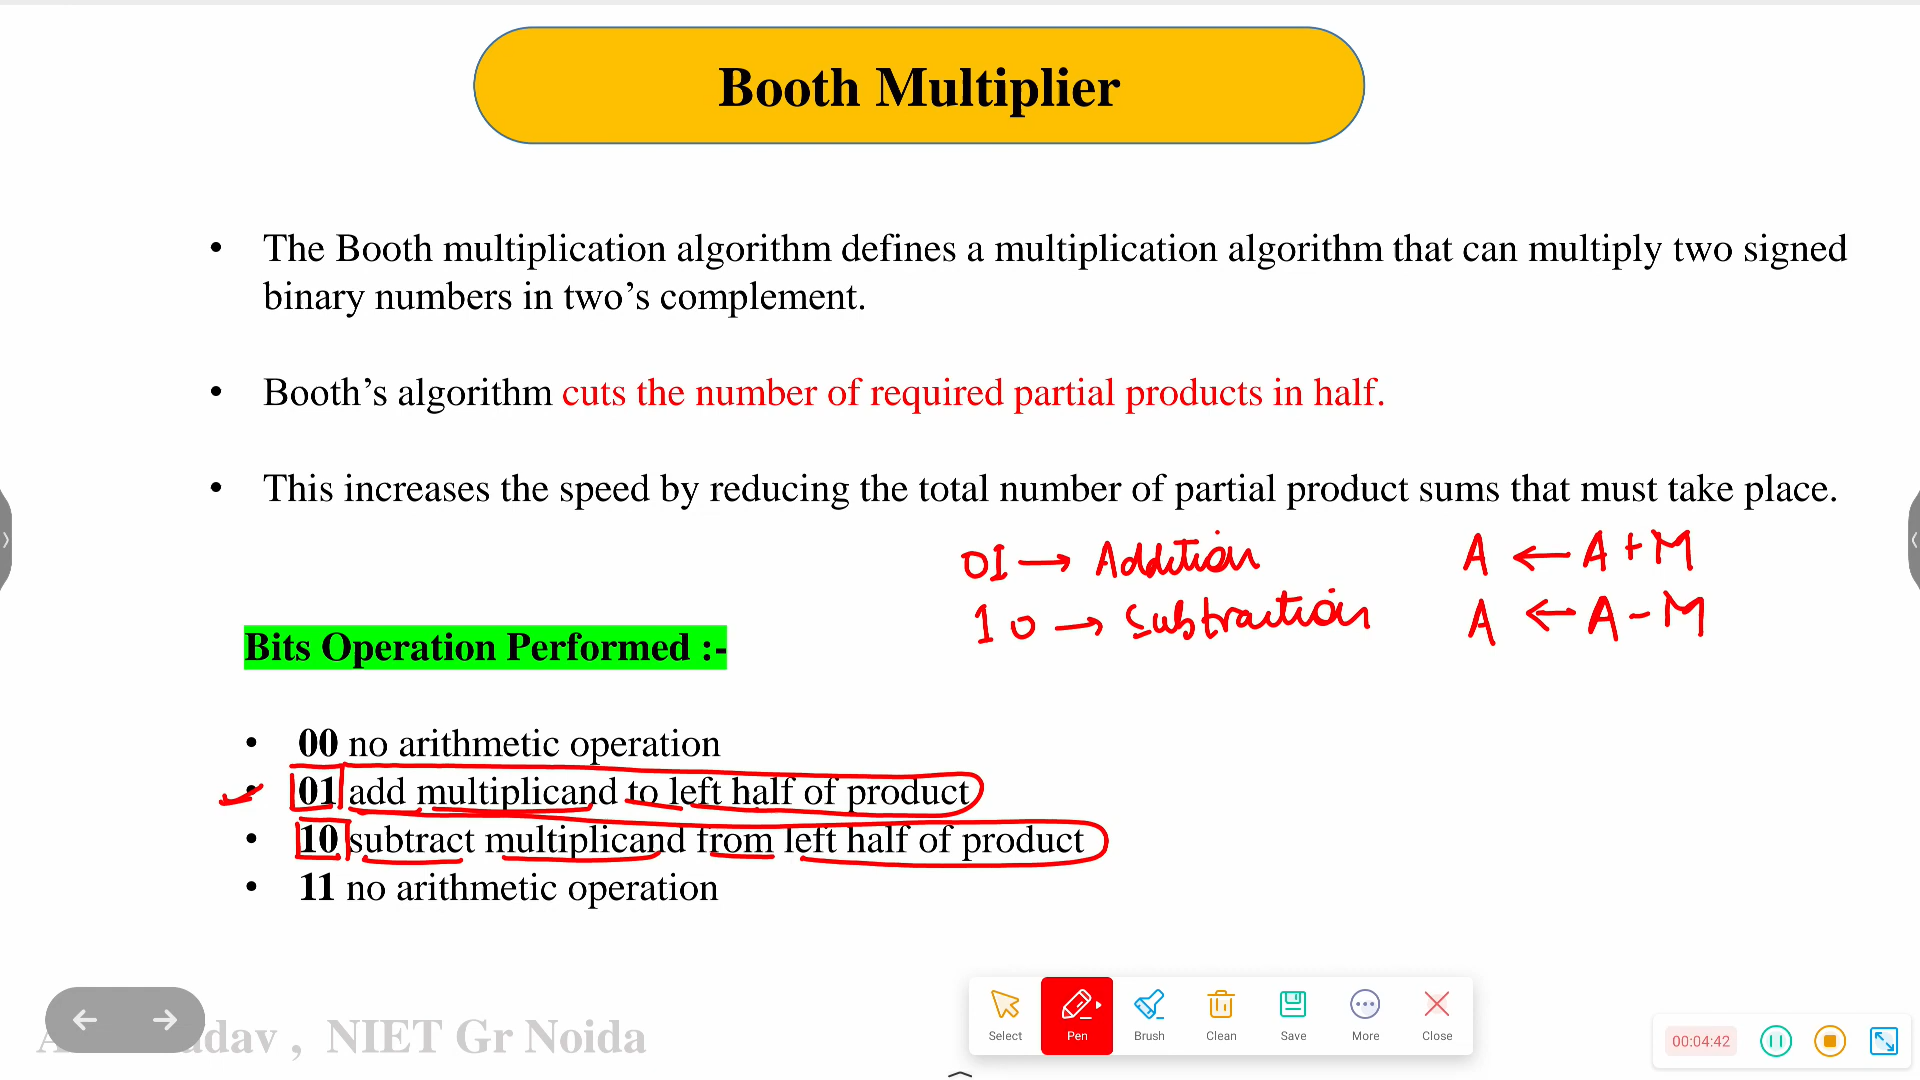 Booth Multiplier
• The Booth multiplication algorithm defines a multiplication algorithm that can multiply two signed
binary numbers in two’s complement.
• Booth’s algorithm cuts the number of required partial products in half.
• This increases the speed by reducing the total number of partial product sums that must take place.
01 → Addition A ← A + M
10 → Subtraction A ← A - M
Bits Operation Performed :-
• 00 no arithmetic operation
• 01 add multiplicand to left half of product
• 10 subtract multiplicand from left half of product
• 11 no arithmetic operation
, NIET Gr Noida
Select Pen Brush Clean Save More Close
00:04:42